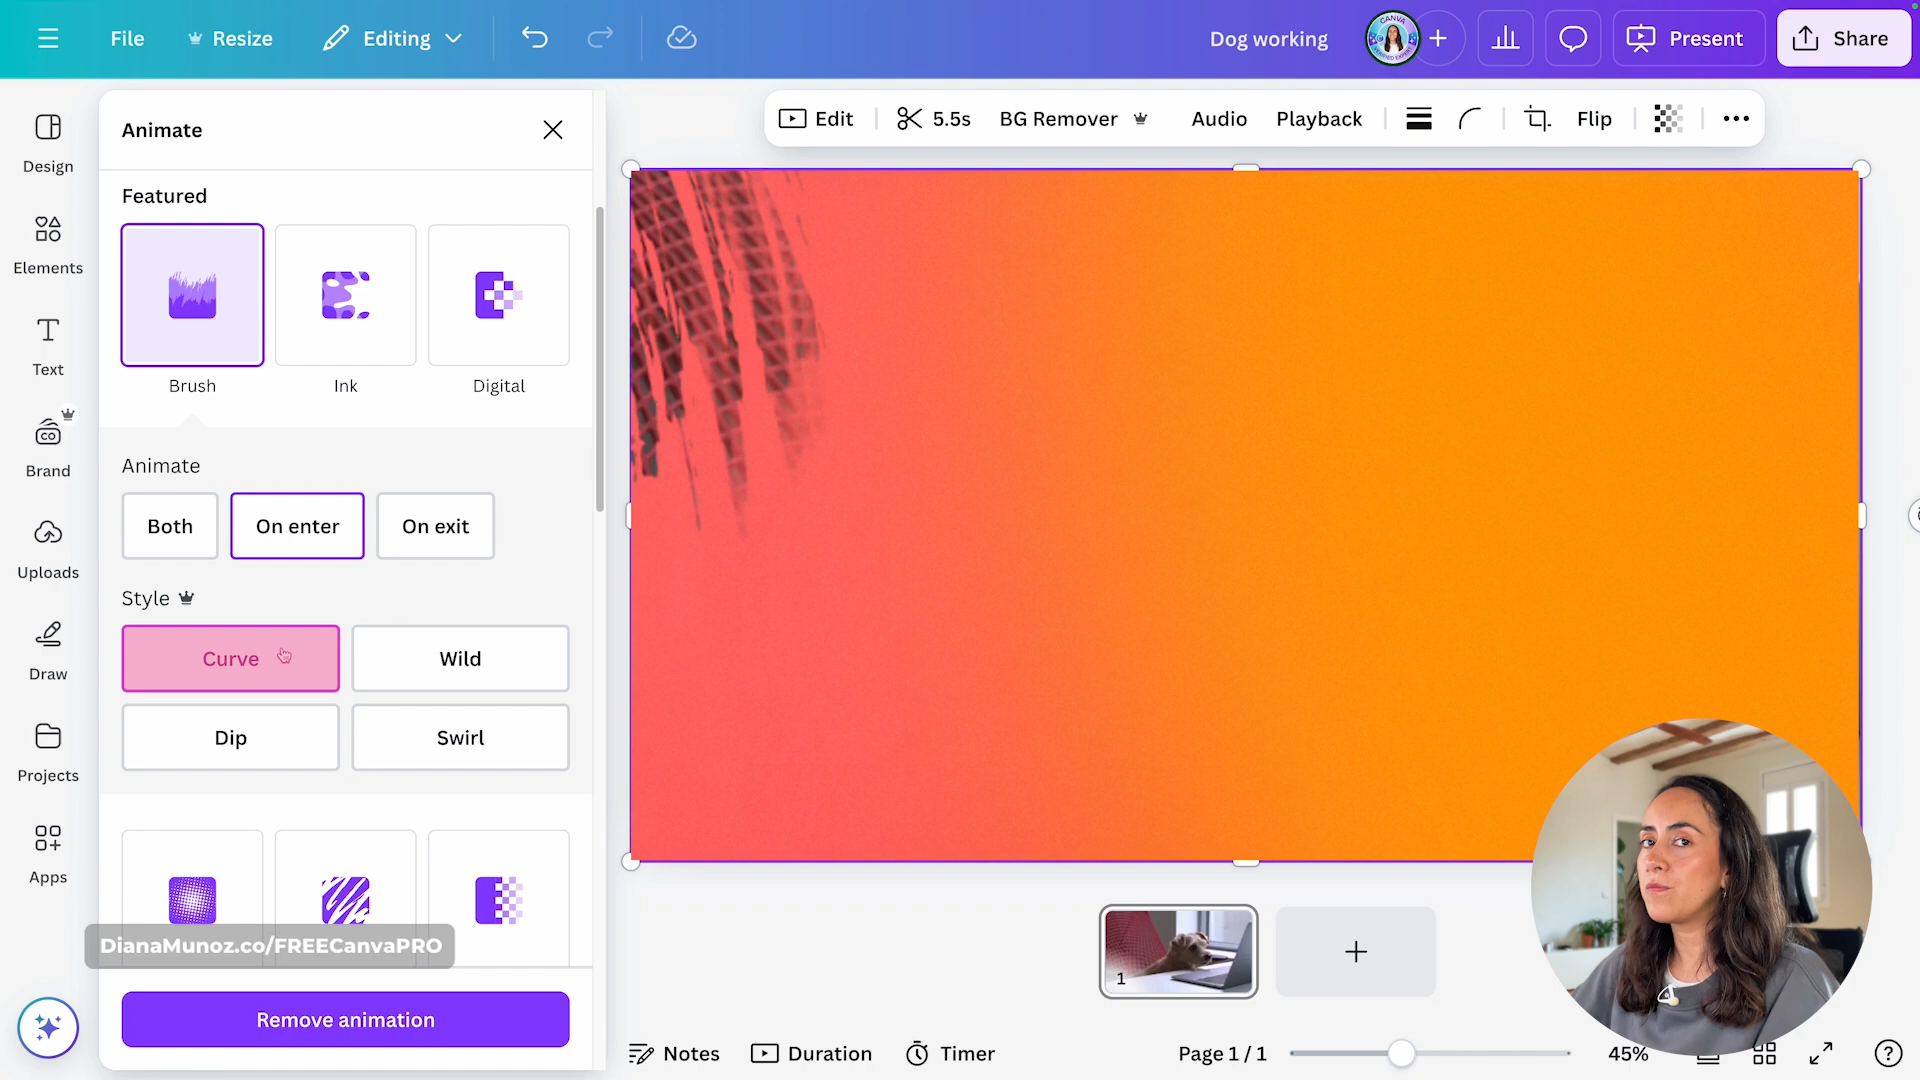 File
Resize
Editing
Dog working
Present
Share
Design
Elements
Text
Brand
Uploads
Draw
Projects
Apps
Animate
Featured
Brush
Ink
Digital
Animate
Both
On enter
On exit
Style
Curve
Wild
Dip
Swirl
DianaMunoz.co/FREECanvaPRO
Remove animation
Edit
5.5s
BG Remover
Audio
Playback
Flip
1
Notes
Duration
Timer
Page 1 / 1
45%